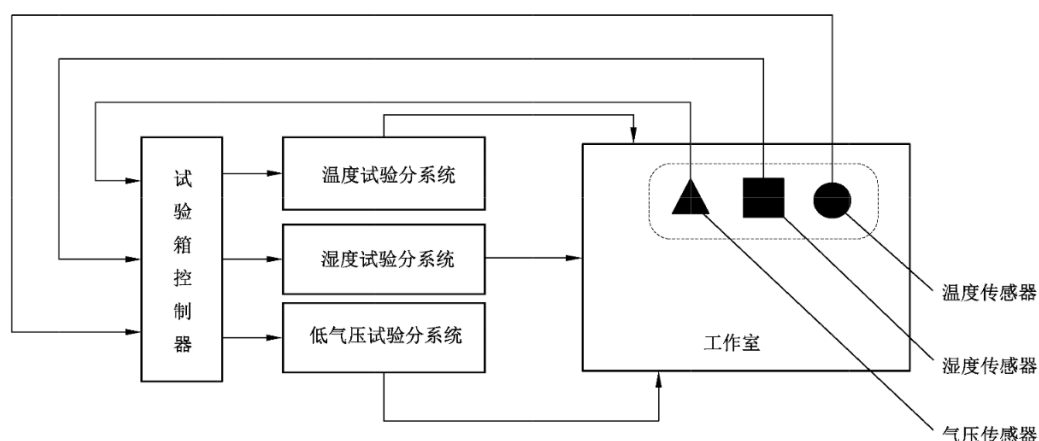 试验箱控制器
温度试验分系统
湿度试验分系统
低气压试验分系统
工作室
温度传感器
湿度传感器
气压传感器